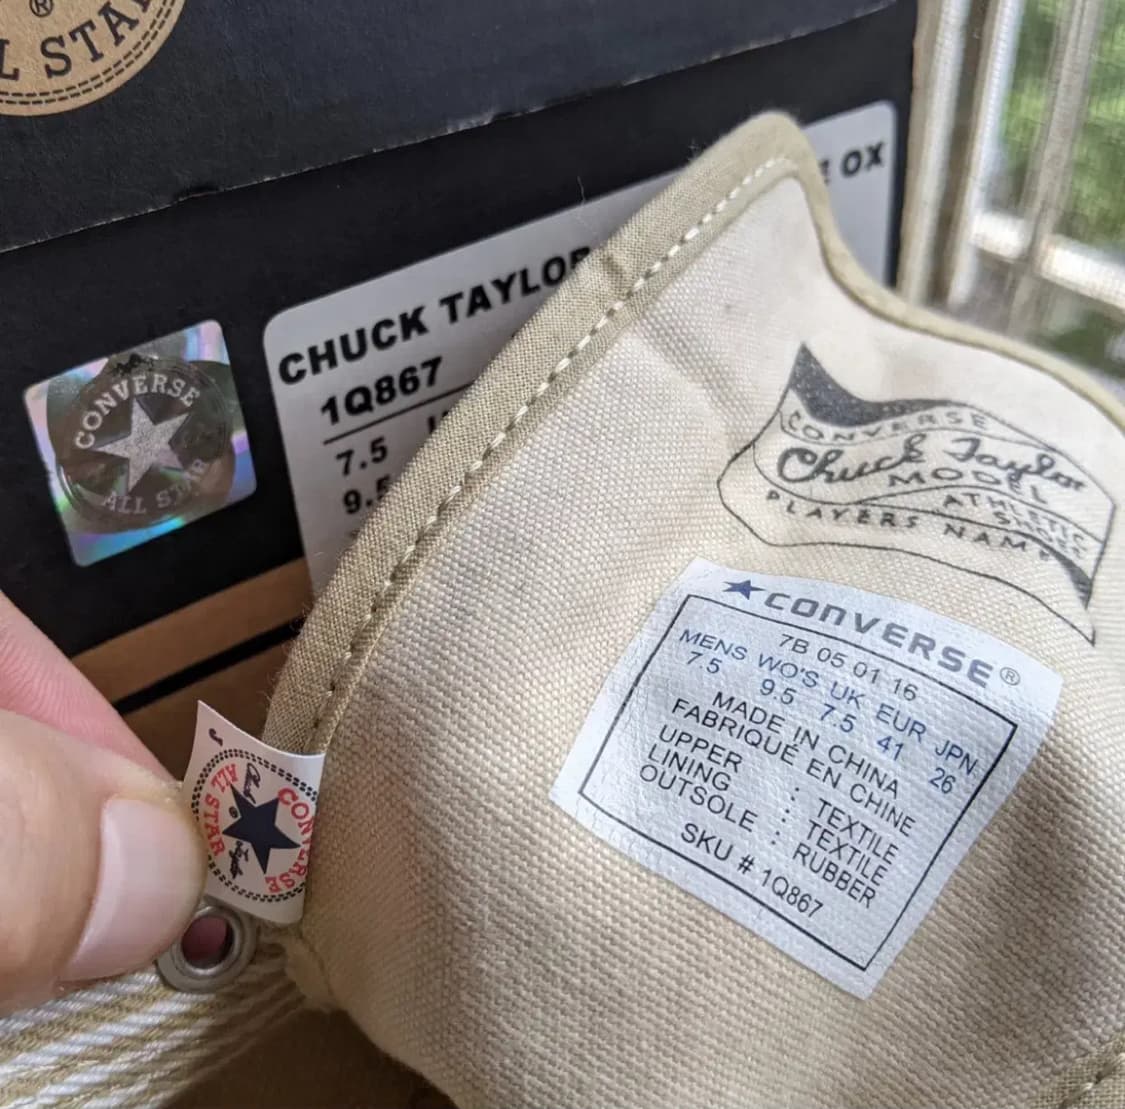 ®
L STAR
CONVERSE
ALL STAR
CHUCK TAYLOR
OX
1Q867
7.5
9.5
CONVERSE
Chuck Taylor
MODEL
ATHLETIC
SHOES
PLAYERS NAME
CONVERSE®
7B 05 01 16
MENS WO'S UK EUR JPN
7.5 9.5 7.5 41 26
MADE IN CHINA
FABRIQUÉ EN CHINE
UPPER : TEXTILE
LINING : TEXTILE
OUTSOLE : RUBBER
SKU # 1Q867
CONVERSE
ALL STAR
Chuck
®